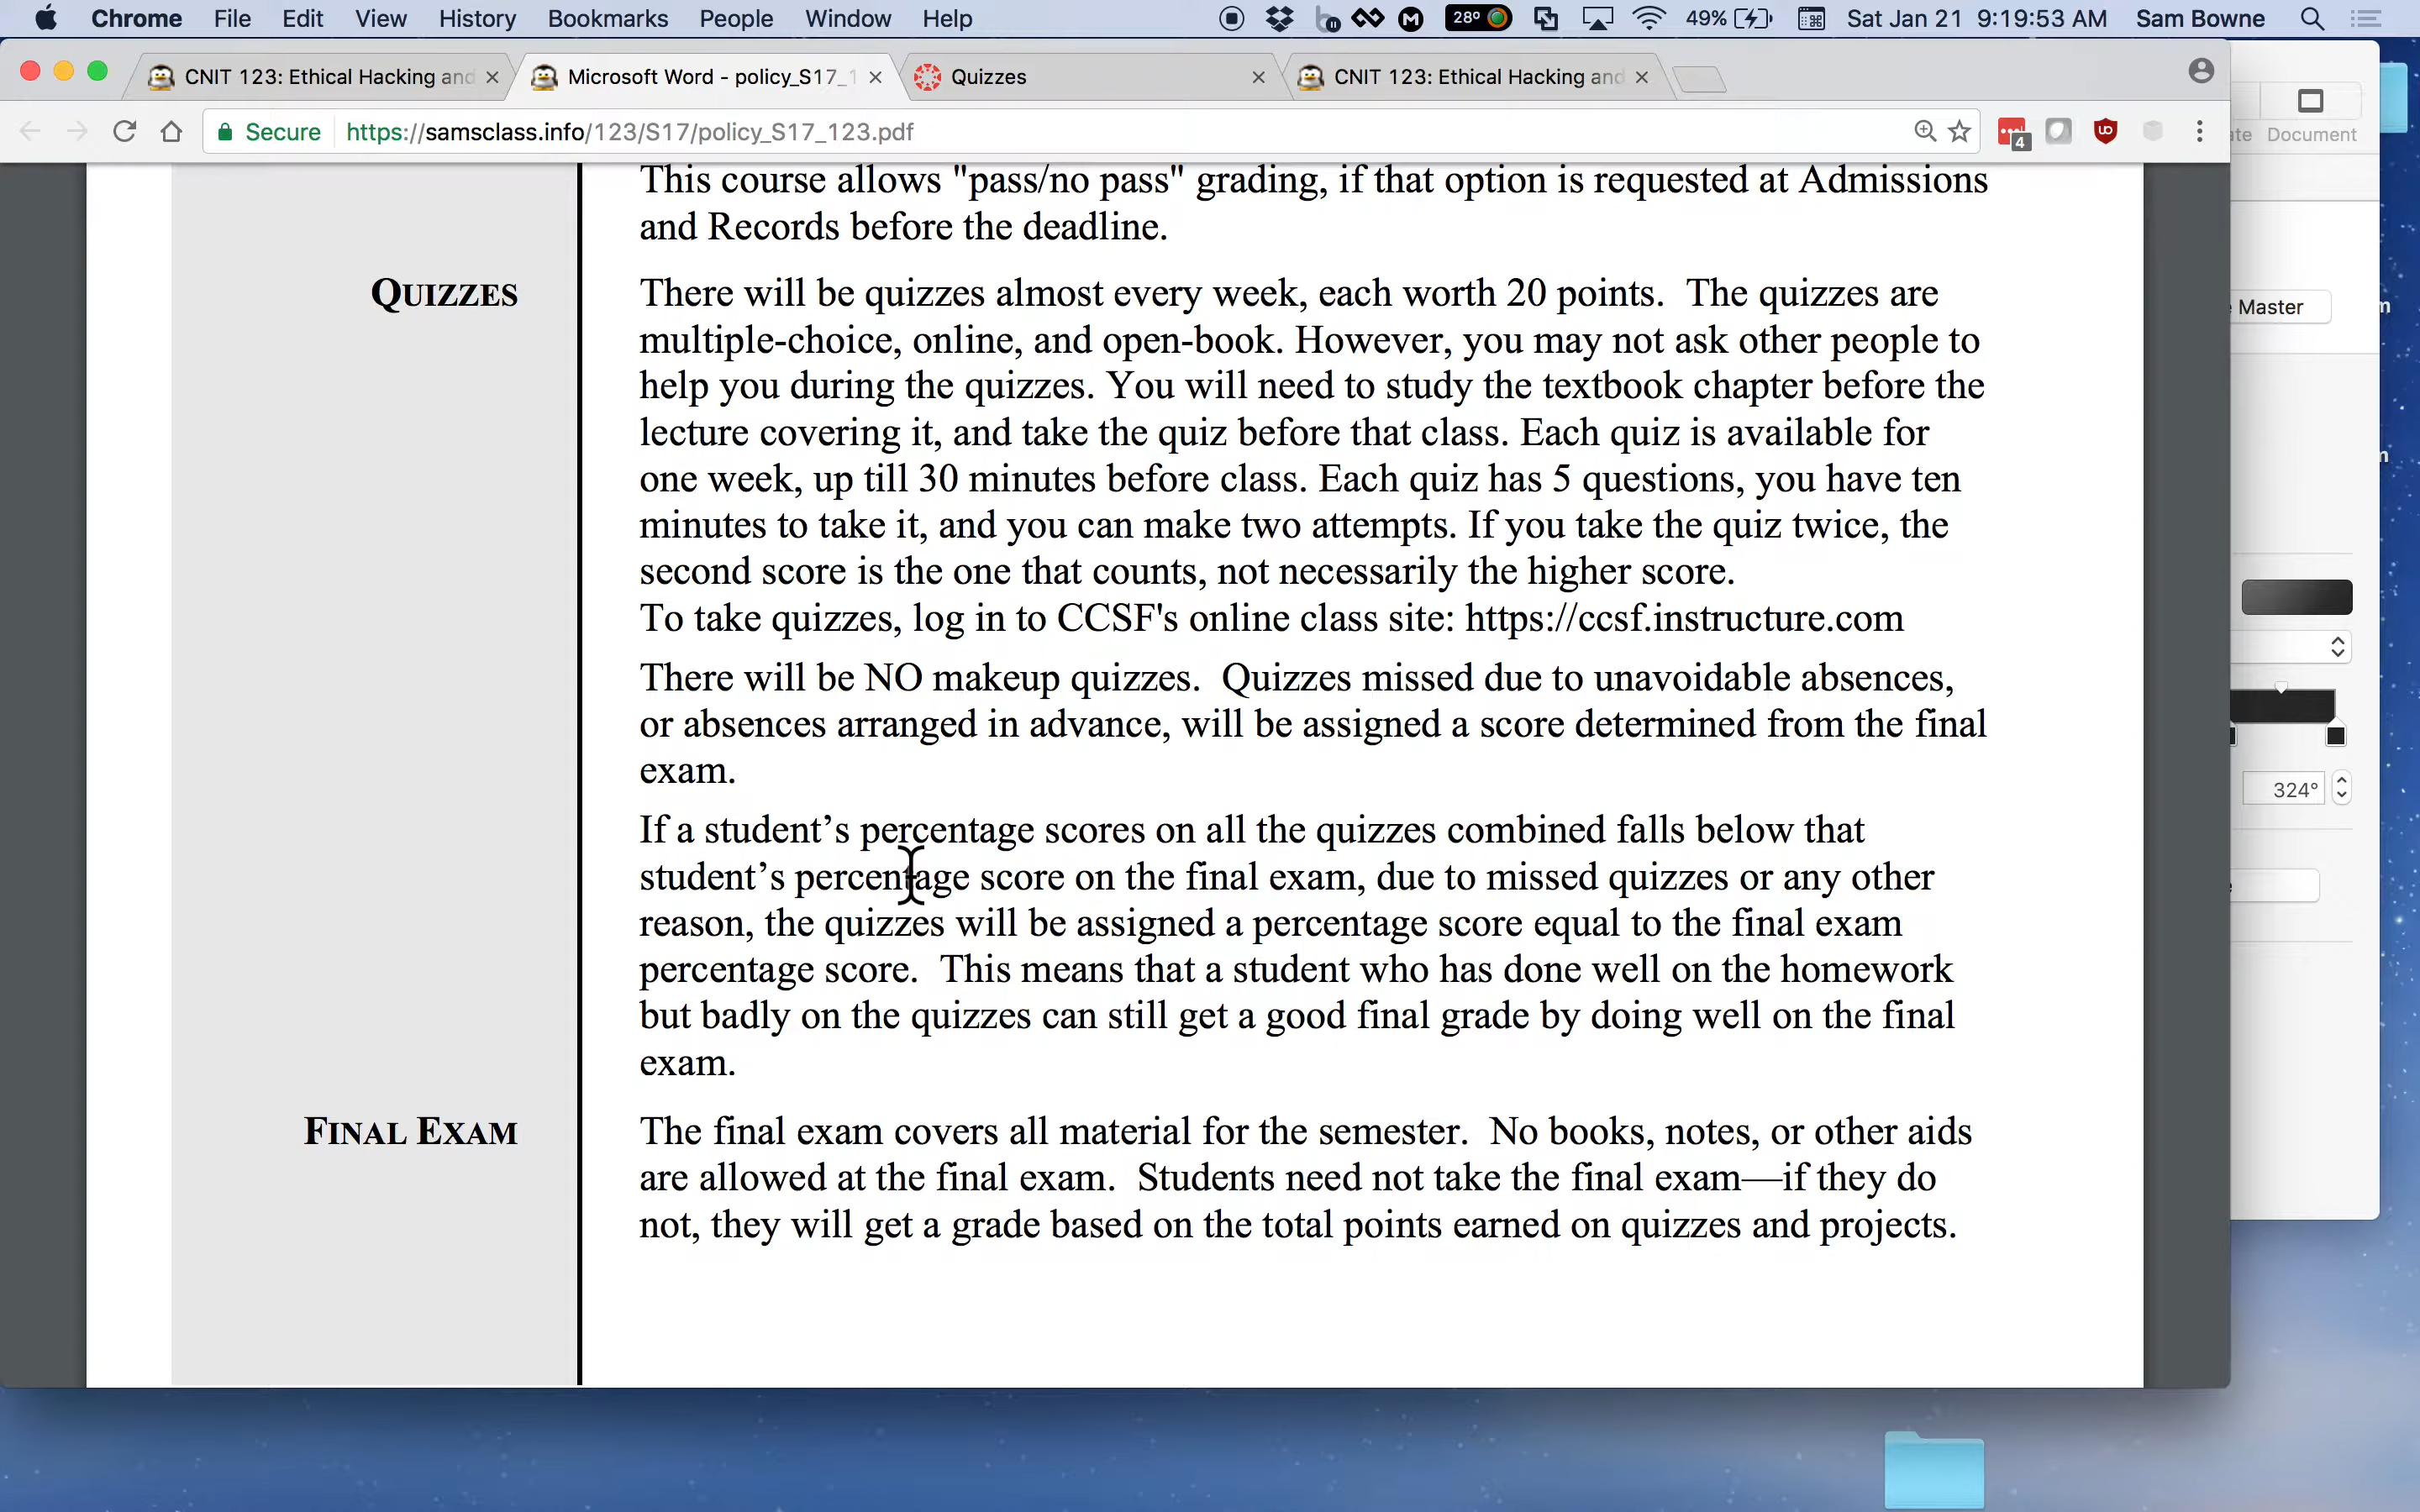 Chrome File Edit View History Bookmarks People Window Help 28° 49% Sat Jan 21 9:19:53 AM Sam Bowne
CNIT 123: Ethical Hacking and
Microsoft Word - policy_S17_1
Quizzes
CNIT 123: Ethical Hacking and
Secure https://samsclass.info/123/S17/policy_S17_123.pdf
4
Document
This course allows "pass/no pass" grading, if that option is requested at Admissions
and Records before the deadline.
QUIZZES
There will be quizzes almost every week, each worth 20 points. The quizzes are
multiple-choice, online, and open-book. However, you may not ask other people to
help you during the quizzes. You will need to study the textbook chapter before the
lecture covering it, and take the quiz before that class. Each quiz is available for
one week, up till 30 minutes before class. Each quiz has 5 questions, you have ten
minutes to take it, and you can make two attempts. If you take the quiz twice, the
second score is the one that counts, not necessarily the higher score.
To take quizzes, log in to CCSF's online class site: https://ccsf.instructure.com
There will be NO makeup quizzes. Quizzes missed due to unavoidable absences,
or absences arranged in advance, will be assigned a score determined from the final
exam.
If a student’s percentage scores on all the quizzes combined falls below that
student’s percentage score on the final exam, due to missed quizzes or any other
reason, the quizzes will be assigned a percentage score equal to the final exam
percentage score. This means that a student who has done well on the homework
but badly on the quizzes can still get a good final grade by doing well on the final
exam.
FINAL EXAM
The final exam covers all material for the semester. No books, notes, or other aids
are allowed at the final exam. Students need not take the final exam—if they do
not, they will get a grade based on the total points earned on quizzes and projects.
Master
324°